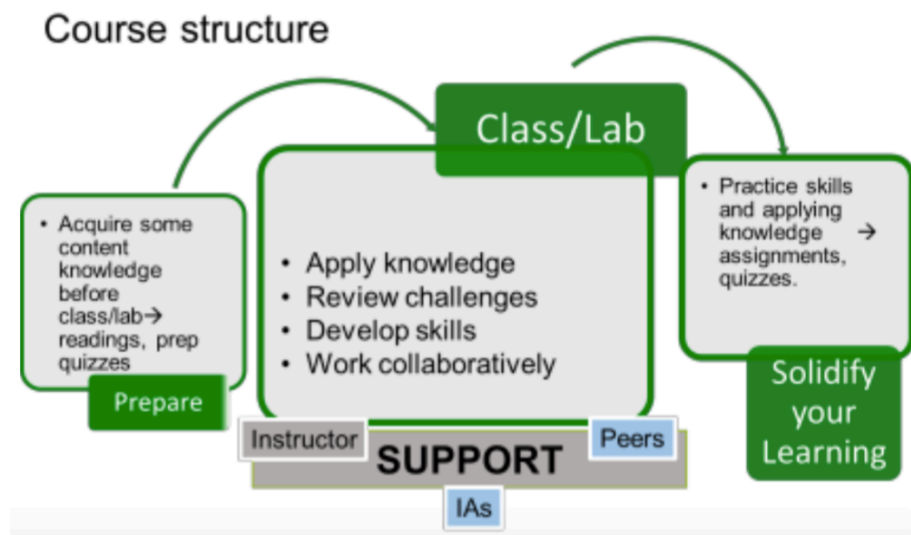 Course structure
• Acquire some
content
knowledge
before
class/lab→
readings, prep
quizzes
Prepare
Class/Lab
• Apply knowledge
• Review challenges
• Develop skills
• Work collaboratively
Instructor
Peers
SUPPORT
IAs
• Practice skills
and applying
knowledge →
assignments,
quizzes.
Solidify
your
Learning